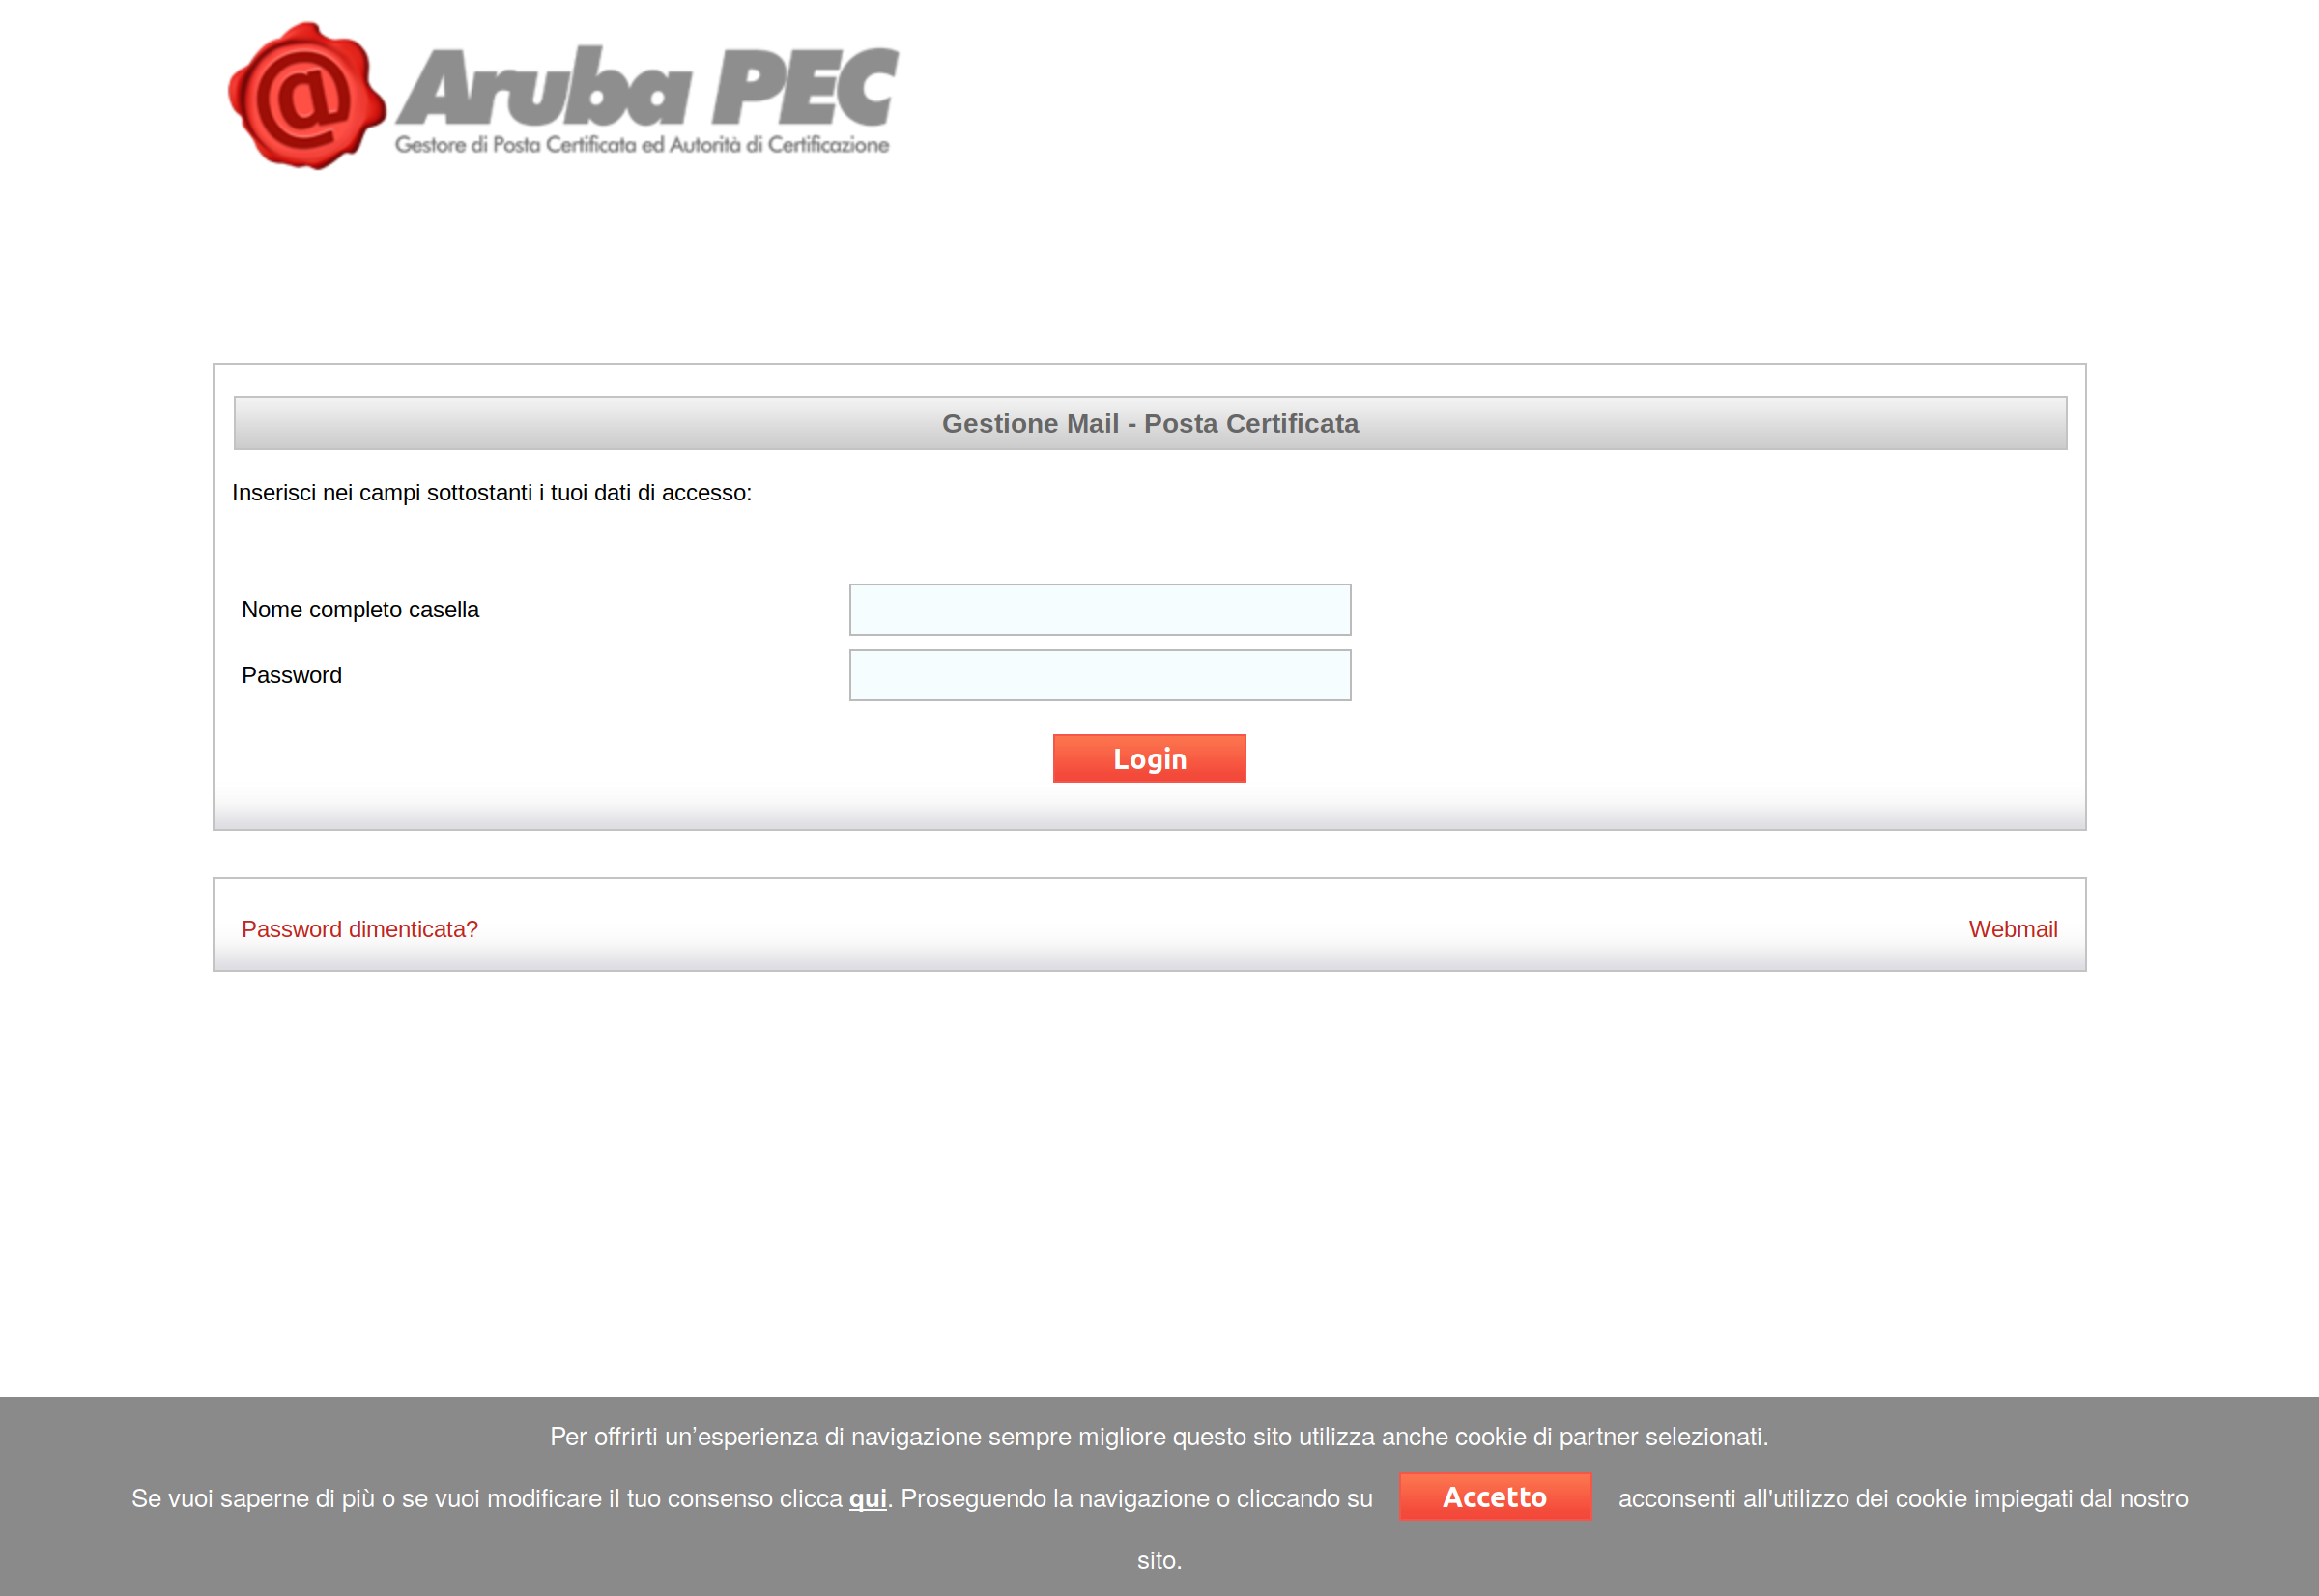 @ Aruba PEC
Gestore di Posta Certificata ed Autorità di Certificazione
Gestione Mail - Posta Certificata
Inserisci nei campi sottostanti i tuoi dati di accesso:
Nome completo casella
Password
Login
Password dimenticata? Webmail
Per offrirti un’esperienza di navigazione sempre migliore questo sito utilizza anche cookie di partner selezionati.
Se vuoi saperne di più o se vuoi modificare il tuo consenso clicca qui. Proseguendo la navigazione o cliccando su Accetto acconsenti all'utilizzo dei cookie impiegati dal nostro
sito.